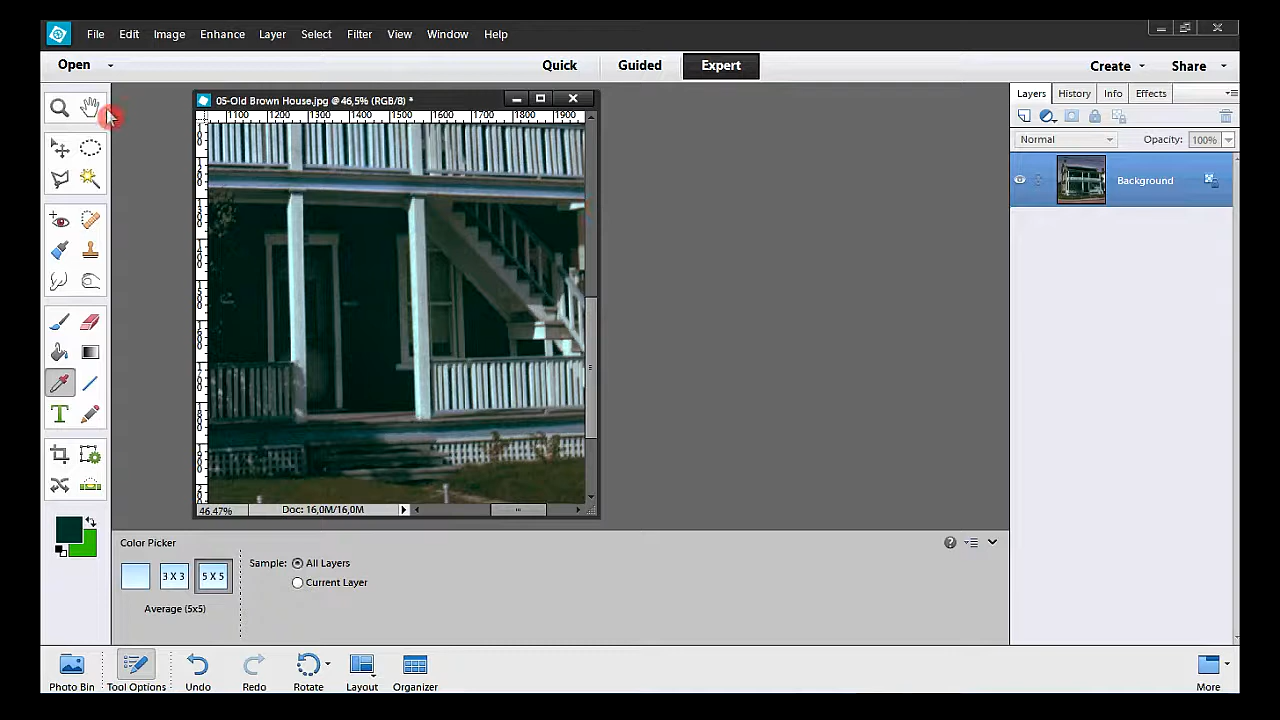 File Edit Image Enhance Layer Select Filter View Window Help
Open Quick Guided Expert Create Share
05-Old Brown House.jpg @ 46,5% (RGB/8) *
Layers History Info Effects
1100 1200 1300 1400 1500 1600 1700 1800 1900
Normal Opacity: 100%
Background
T
46.47% Doc: 16,0M/16,0M
Color Picker
Sample: All Layers
3 X 3 5 X 5
Current Layer
Average (5x5)
Photo Bin Tool Options Undo Redo Rotate Layout Organizer More